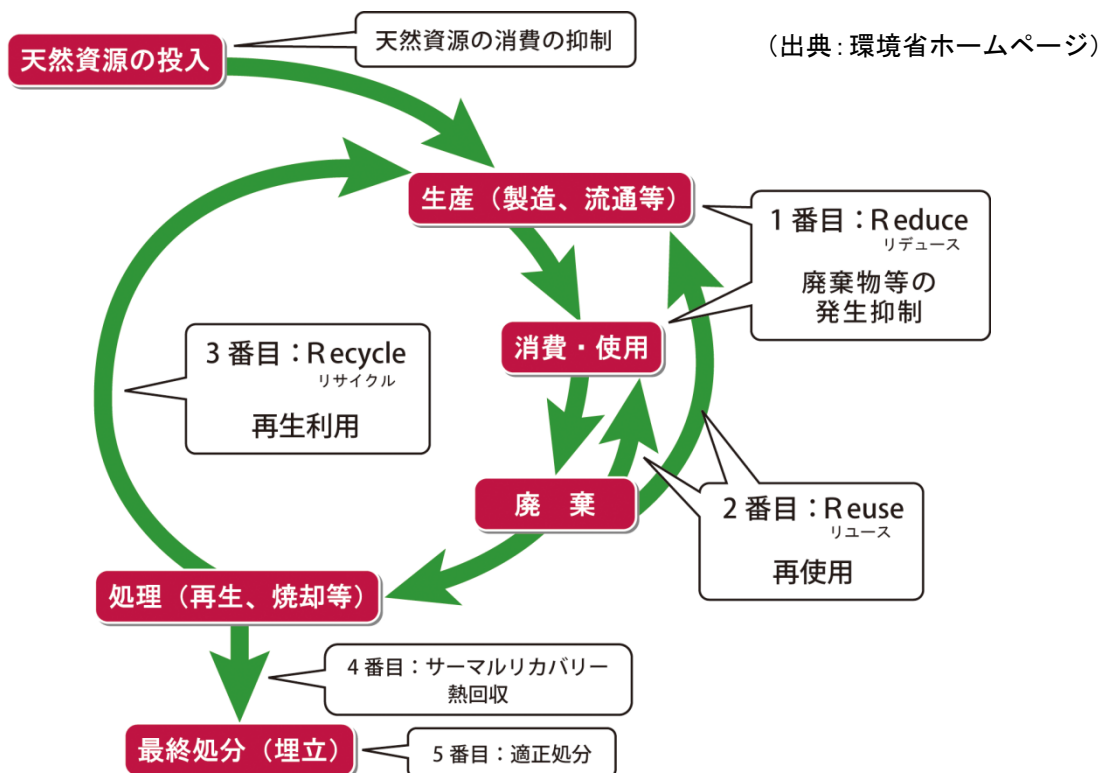 天然資源の投入
天然資源の消費の抑制
（出典：環境省ホームページ）
生産（製造、流通等）
1番目：Reduce
リデュース
廃棄物等の
発生抑制
消費・使用
3番目：Recycle
リサイクル
再生利用
廃 棄
2番目：Reuse
リユース
再使用
処理（再生、焼却等）
4番目：サーマルリカバリー
熱回収
最終処分（埋立）
5番目：適正処分